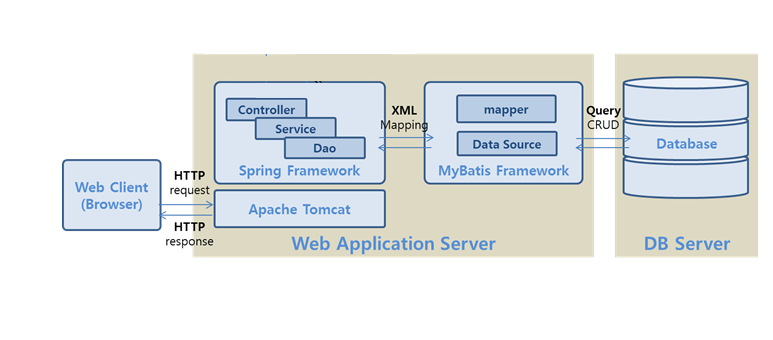 Web Client
(Browser)
HTTP
request
HTTP
response
Controller
Service
Dao
Spring Framework
Apache Tomcat
XML
Mapping
mapper
Data Source
MyBatis Framework
Web Application Server
Query
CRUD
Database
DB Server